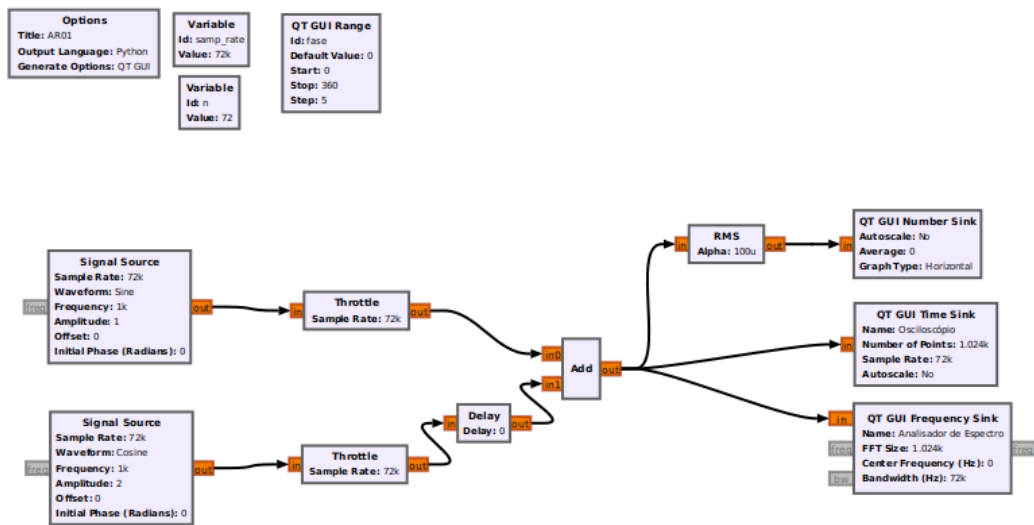 Options
Title: AR01
Output Language: Python
Generate Options: QT GUI
Variable
Id: samp_rate
Value: 72k
Variable
Id: n
Value: 72
QT GUI Range
Id: fase
Default Value: 0
Start: 0
Stop: 360
Step: 5
Signal Source
Sample Rate: 72k
Waveform: Sine
Frequency: 1k
Amplitude: 1
Offset: 0
Initial Phase (Radians): 0
freq
out
in
Throttle
Sample Rate: 72k
out
Signal Source
Sample Rate: 72k
Waveform: Cosine
Frequency: 1k
Amplitude: 2
Offset: 0
Initial Phase (Radians): 0
freq
out
in
Throttle
Sample Rate: 72k
out
in
Delay
Delay: 0
out
in0
in1
Add
out
in
RMS
Alpha: 100u
out
in
QT GUI Number Sink
Autoscale: No
Average: 0
Graph Type: Horizontal
in
QT GUI Time Sink
Name: Osciloscópio
Number of Points: 1.024k
Sample Rate: 72k
Autoscale: No
in
freq
bw
QT GUI Frequency Sink
Name: Analisador de Espectro
FFT Size: 1.024k
Center Frequency (Hz): 0
Bandwidth (Hz): 72k
freq